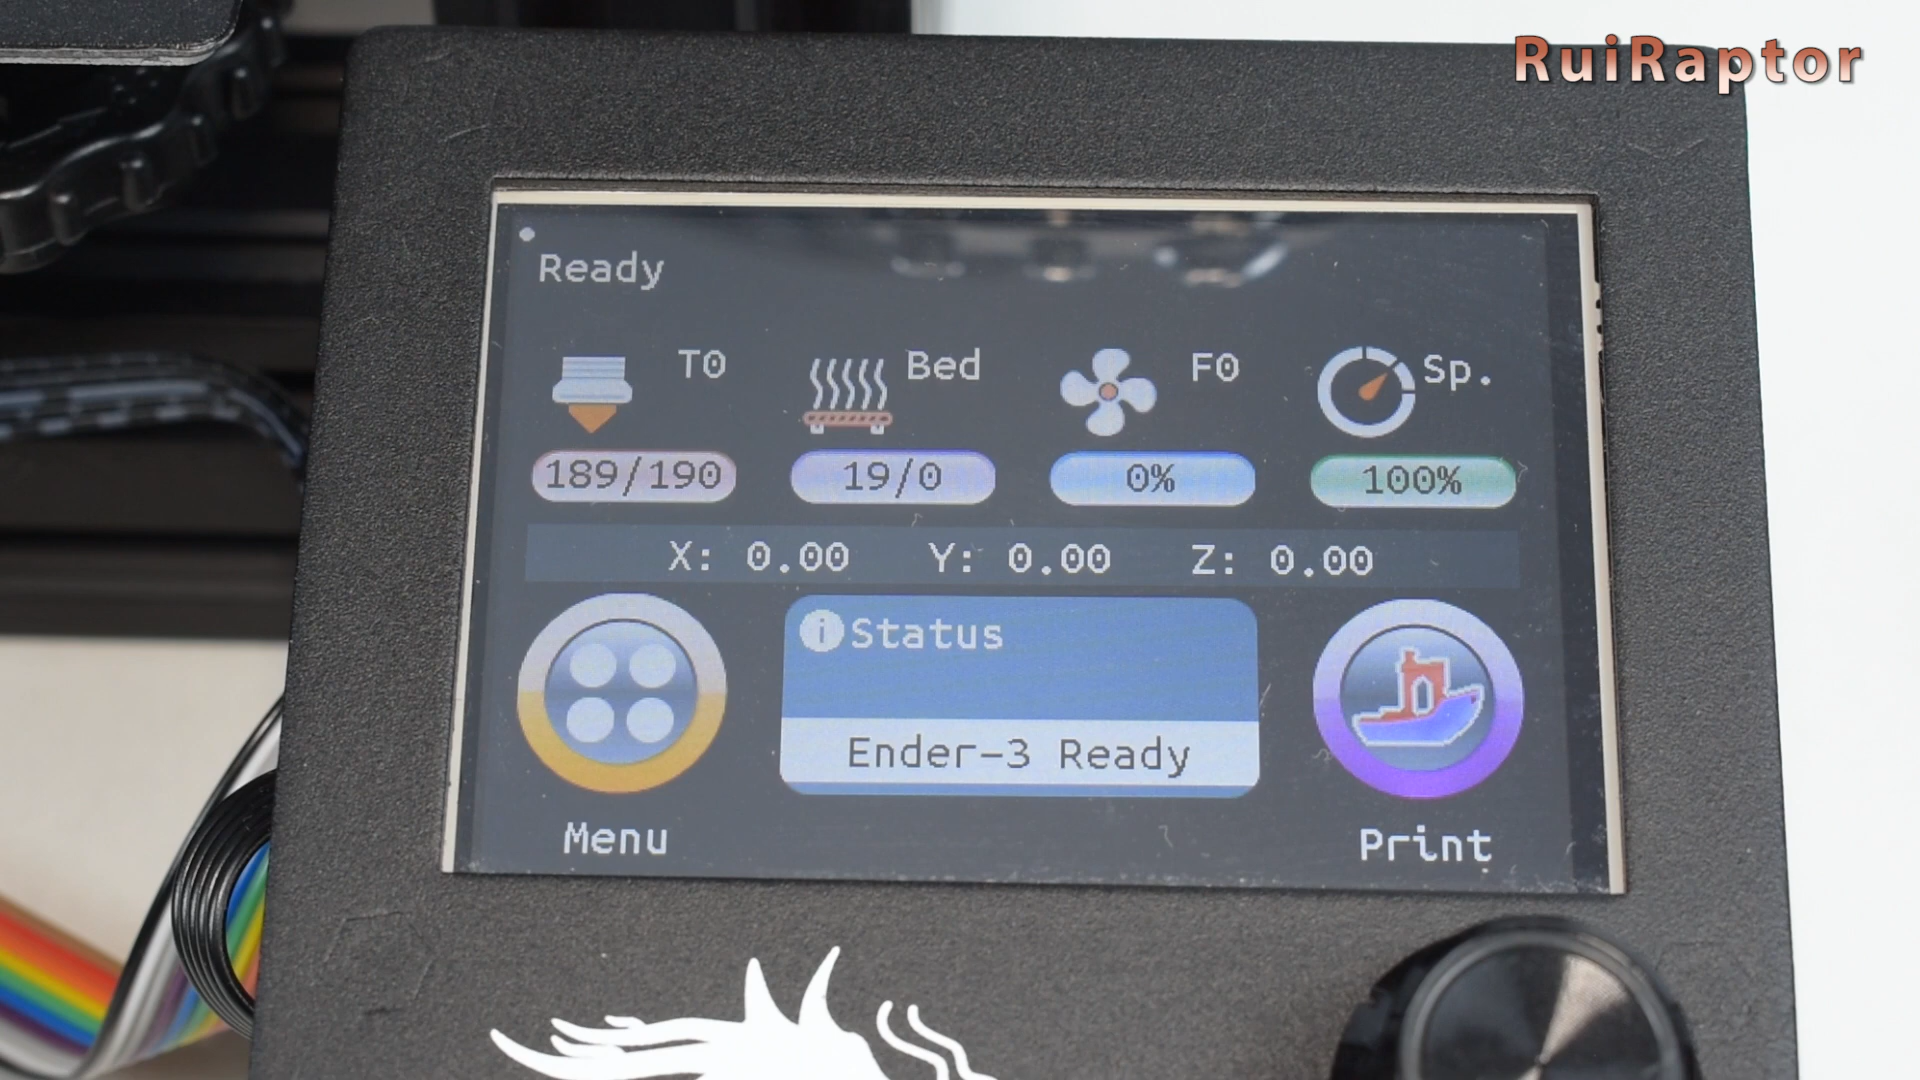 RuiRaptor
Ready
T0 Bed F0 Sp.
189/190 19/0 0% 100%
X: 0.00 Y: 0.00 Z: 0.00
i Status
Ender-3 Ready
Menu Print